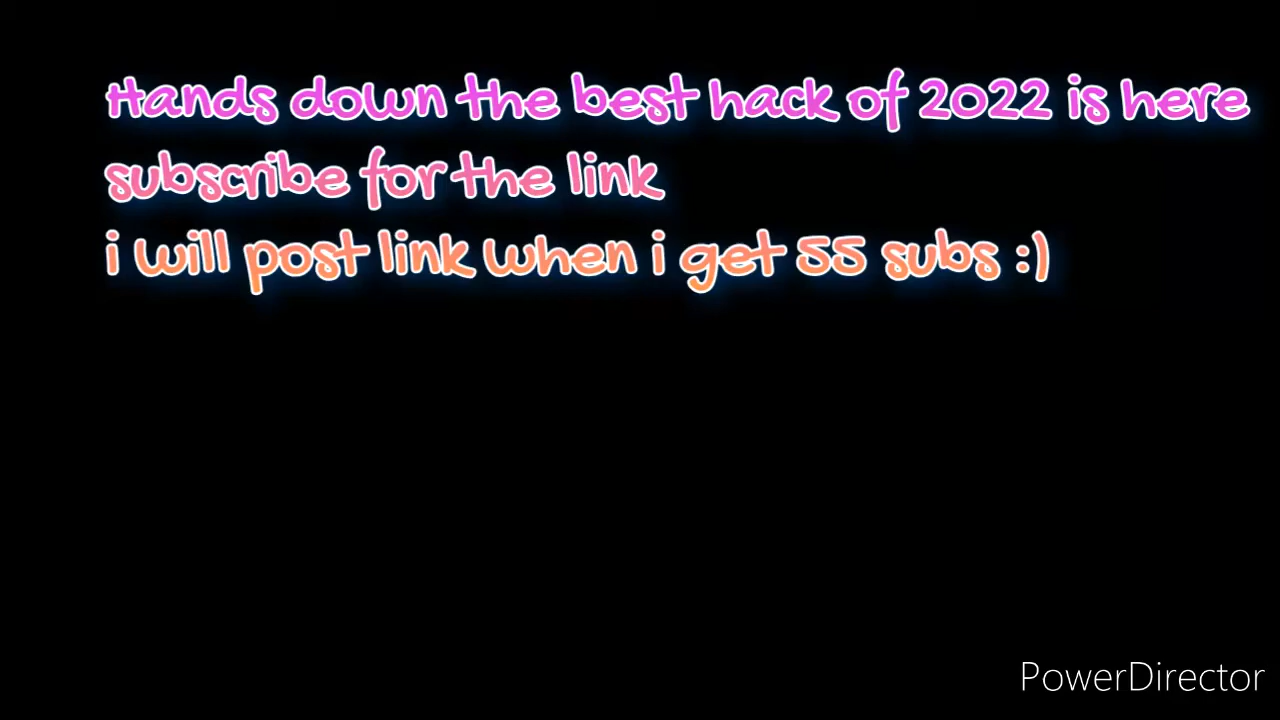 Hands down the best hack of 2022 is here
subscribe for the link
i will post link when i get 55 subs :)
PowerDirector